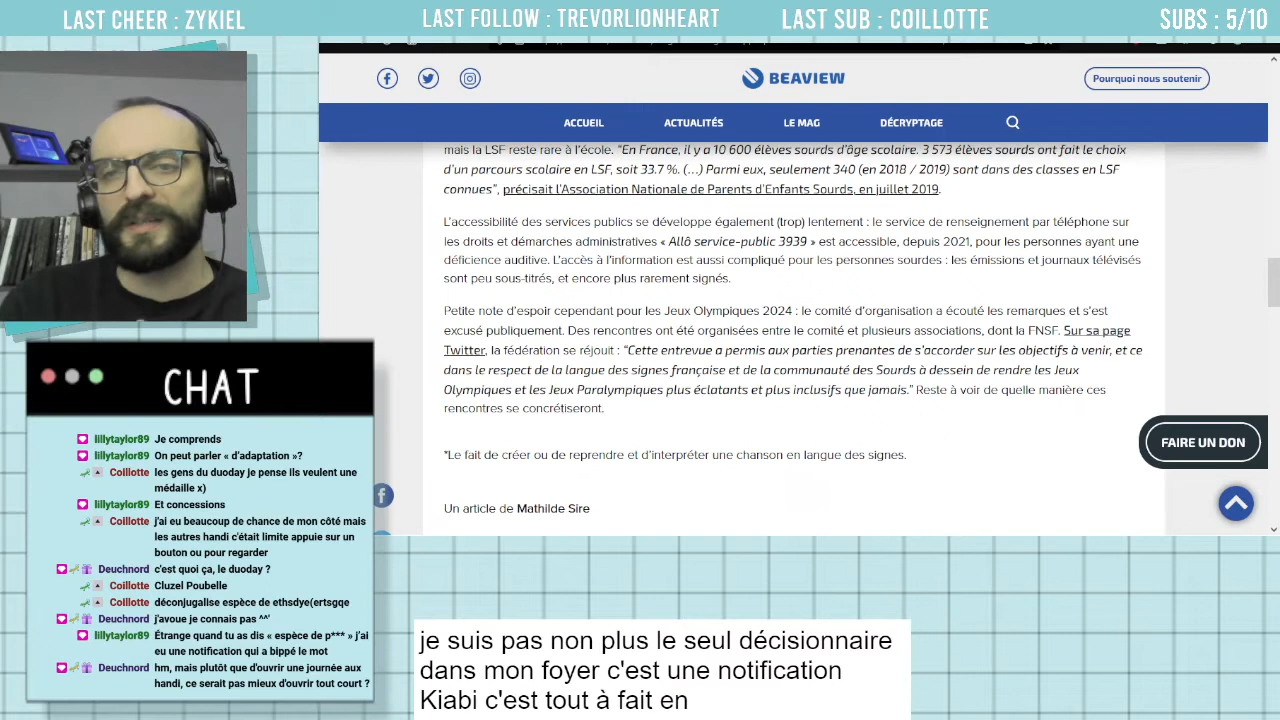 LAST CHEER : ZYKIEL
LAST FOLLOW : TREVORLIONHEART
LAST SUB : COILLOTTE
SUBS : 5/10
BEAVIEW
Pourquoi nous soutenir
ACCUEIL
ACTUALITÉS
LE MAG
DÉCRYPTAGE
mais la LSF reste rare à l'école. "En France, il y a 10 600 élèves sourds d'âge scolaire. 3 573 élèves sourds ont fait le choix
d'un parcours scolaire en LSF, soit 33.7 %. (…) Parmi eux, seulement 340 (en 2018 / 2019) sont dans des classes en LSF
connues", précisait l'Association Nationale de Parents d'Enfants Sourds, en juillet 2019.
L'accessibilité des services publics se développe également (trop) lentement : le service de renseignement par téléphone sur
les droits et démarches administratives « Allô service-public 3939 » est accessible, depuis 2021, pour les personnes ayant une
déficience auditive. L'accès à l'information est aussi compliqué pour les personnes sourdes : les émissions et journaux télévisés
sont peu sous-titrés, et encore plus rarement signés.
Petite note d'espoir cependant pour les Jeux Olympiques 2024 : le comité d'organisation a écouté les remarques et s'est
excusé publiquement. Des rencontres ont été organisées entre le comité et plusieurs associations, dont la FNSF. Sur sa page
Twitter, la fédération se réjouit : "Cette entrevue a permis aux parties prenantes de s'accorder sur les objectifs à venir, et ce
dans le respect de la langue des signes française et de la communauté des Sourds à dessein de rendre les Jeux
Olympiques et les Jeux Paralympiques plus éclatants et plus inclusifs que jamais." Reste à voir de quelle manière ces
rencontres se concrétiseront.
*Le fait de créer ou de reprendre et d'interpréter une chanson en langue des signes.
Un article de Mathilde Sire
FAIRE UN DON
CHAT
lillytaylor89 Je comprends
lillytaylor89 On peut parler « d'adaptation »?
Coillotte les gens du duoday je pense ils veulent une
médaille x)
lillytaylor89 Et concessions
Coillotte j'ai eu beaucoup de chance de mon côté mais
les autres handi c'était limite appuie sur un
bouton ou pour regarder
Deuchnord c'est quoi ça, le duoday ?
Coillotte Cluzel Poubelle
Coillotte déconjugalise espèce de ethsdye(ertsgqe
Deuchnord j'avoue je connais pas ^^'
lillytaylor89 Étrange quand tu as dis « espèce de p*** » j'ai
eu une notification qui a bippé le mot
Deuchnord hm, mais plutôt que d'ouvrir une journée aux
handi, ce serait pas mieux d'ouvrir tout court ?
je suis pas non plus le seul décisionnaire
dans mon foyer c'est une notification
Kiabi c'est tout à fait en